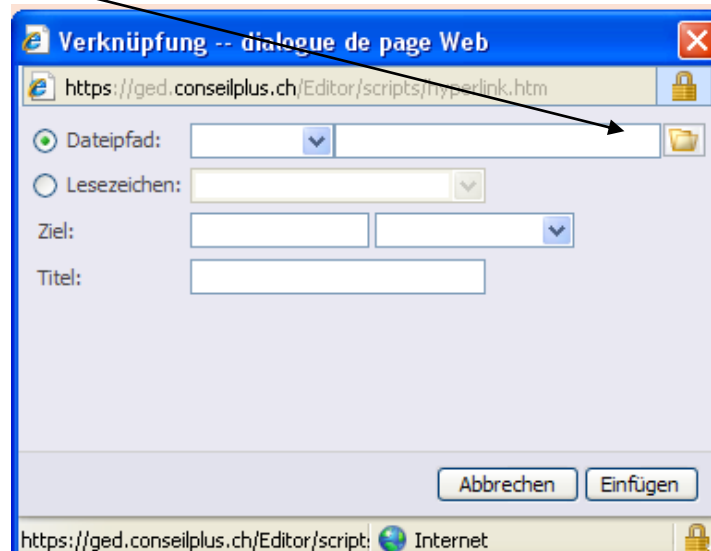 Verknüpfung -- dialogue de page Web
https://ged.conseilplus.ch/Editor/scripts/hyperlink.htm
Dateipfad:
Lesezeichen:
Ziel:
Titel:
Abbrechen Einfügen
https://ged.conseilplus.ch/Editor/script: Internet